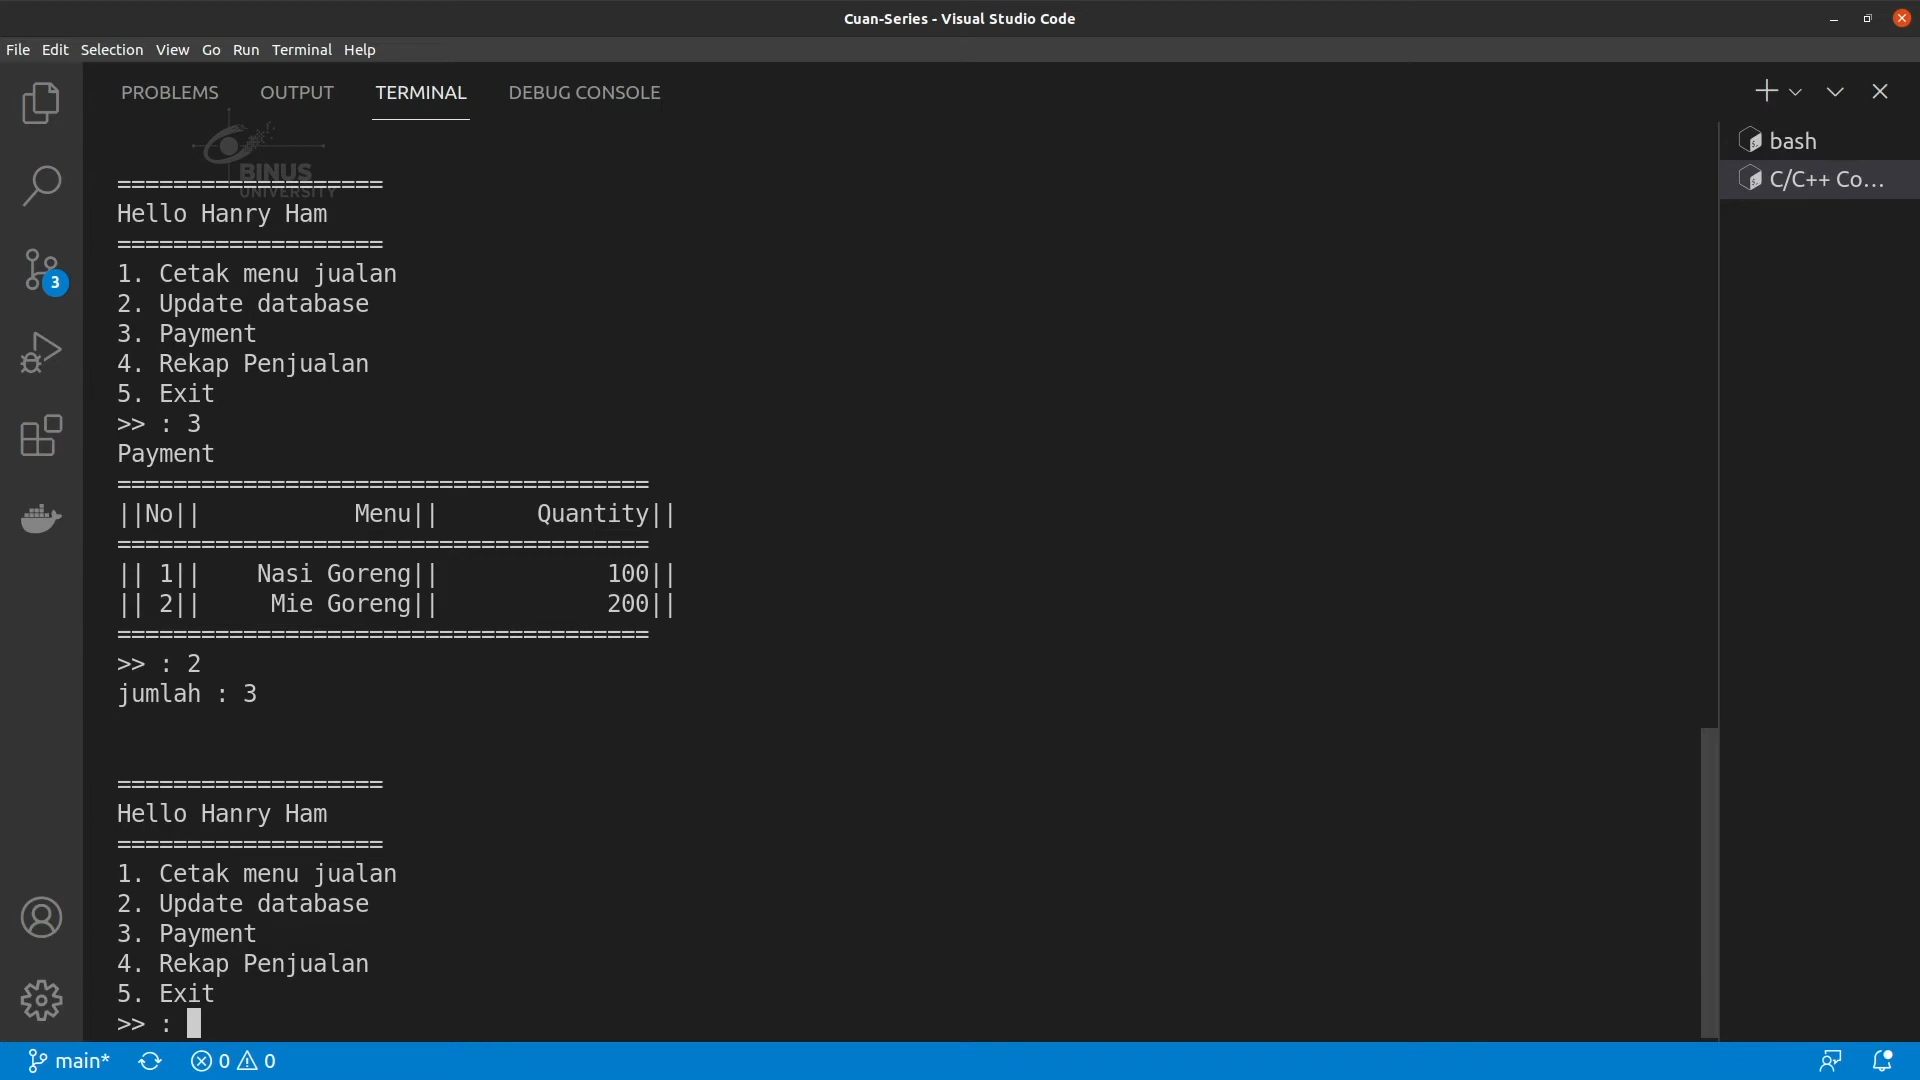 Cuan-Series - Visual Studio Code
File Edit Selection View Go Run Terminal Help
PROBLEMS OUTPUT TERMINAL DEBUG CONSOLE
BINUS
UNIVERSITY
bash
C/C++ Co...
===================
Hello Hanry Ham
===================
1. Cetak menu jualan
2. Update database
3. Payment
4. Rekap Penjualan
5. Exit
>> : 3
Payment
======================================
||No||           Menu||       Quantity||
======================================
|| 1||    Nasi Goreng||            100||
|| 2||     Mie Goreng||            200||
======================================
>> : 2
jumlah : 3
===================
Hello Hanry Ham
===================
1. Cetak menu jualan
2. Update database
3. Payment
4. Rekap Penjualan
5. Exit
>> :
3
main* 0 0